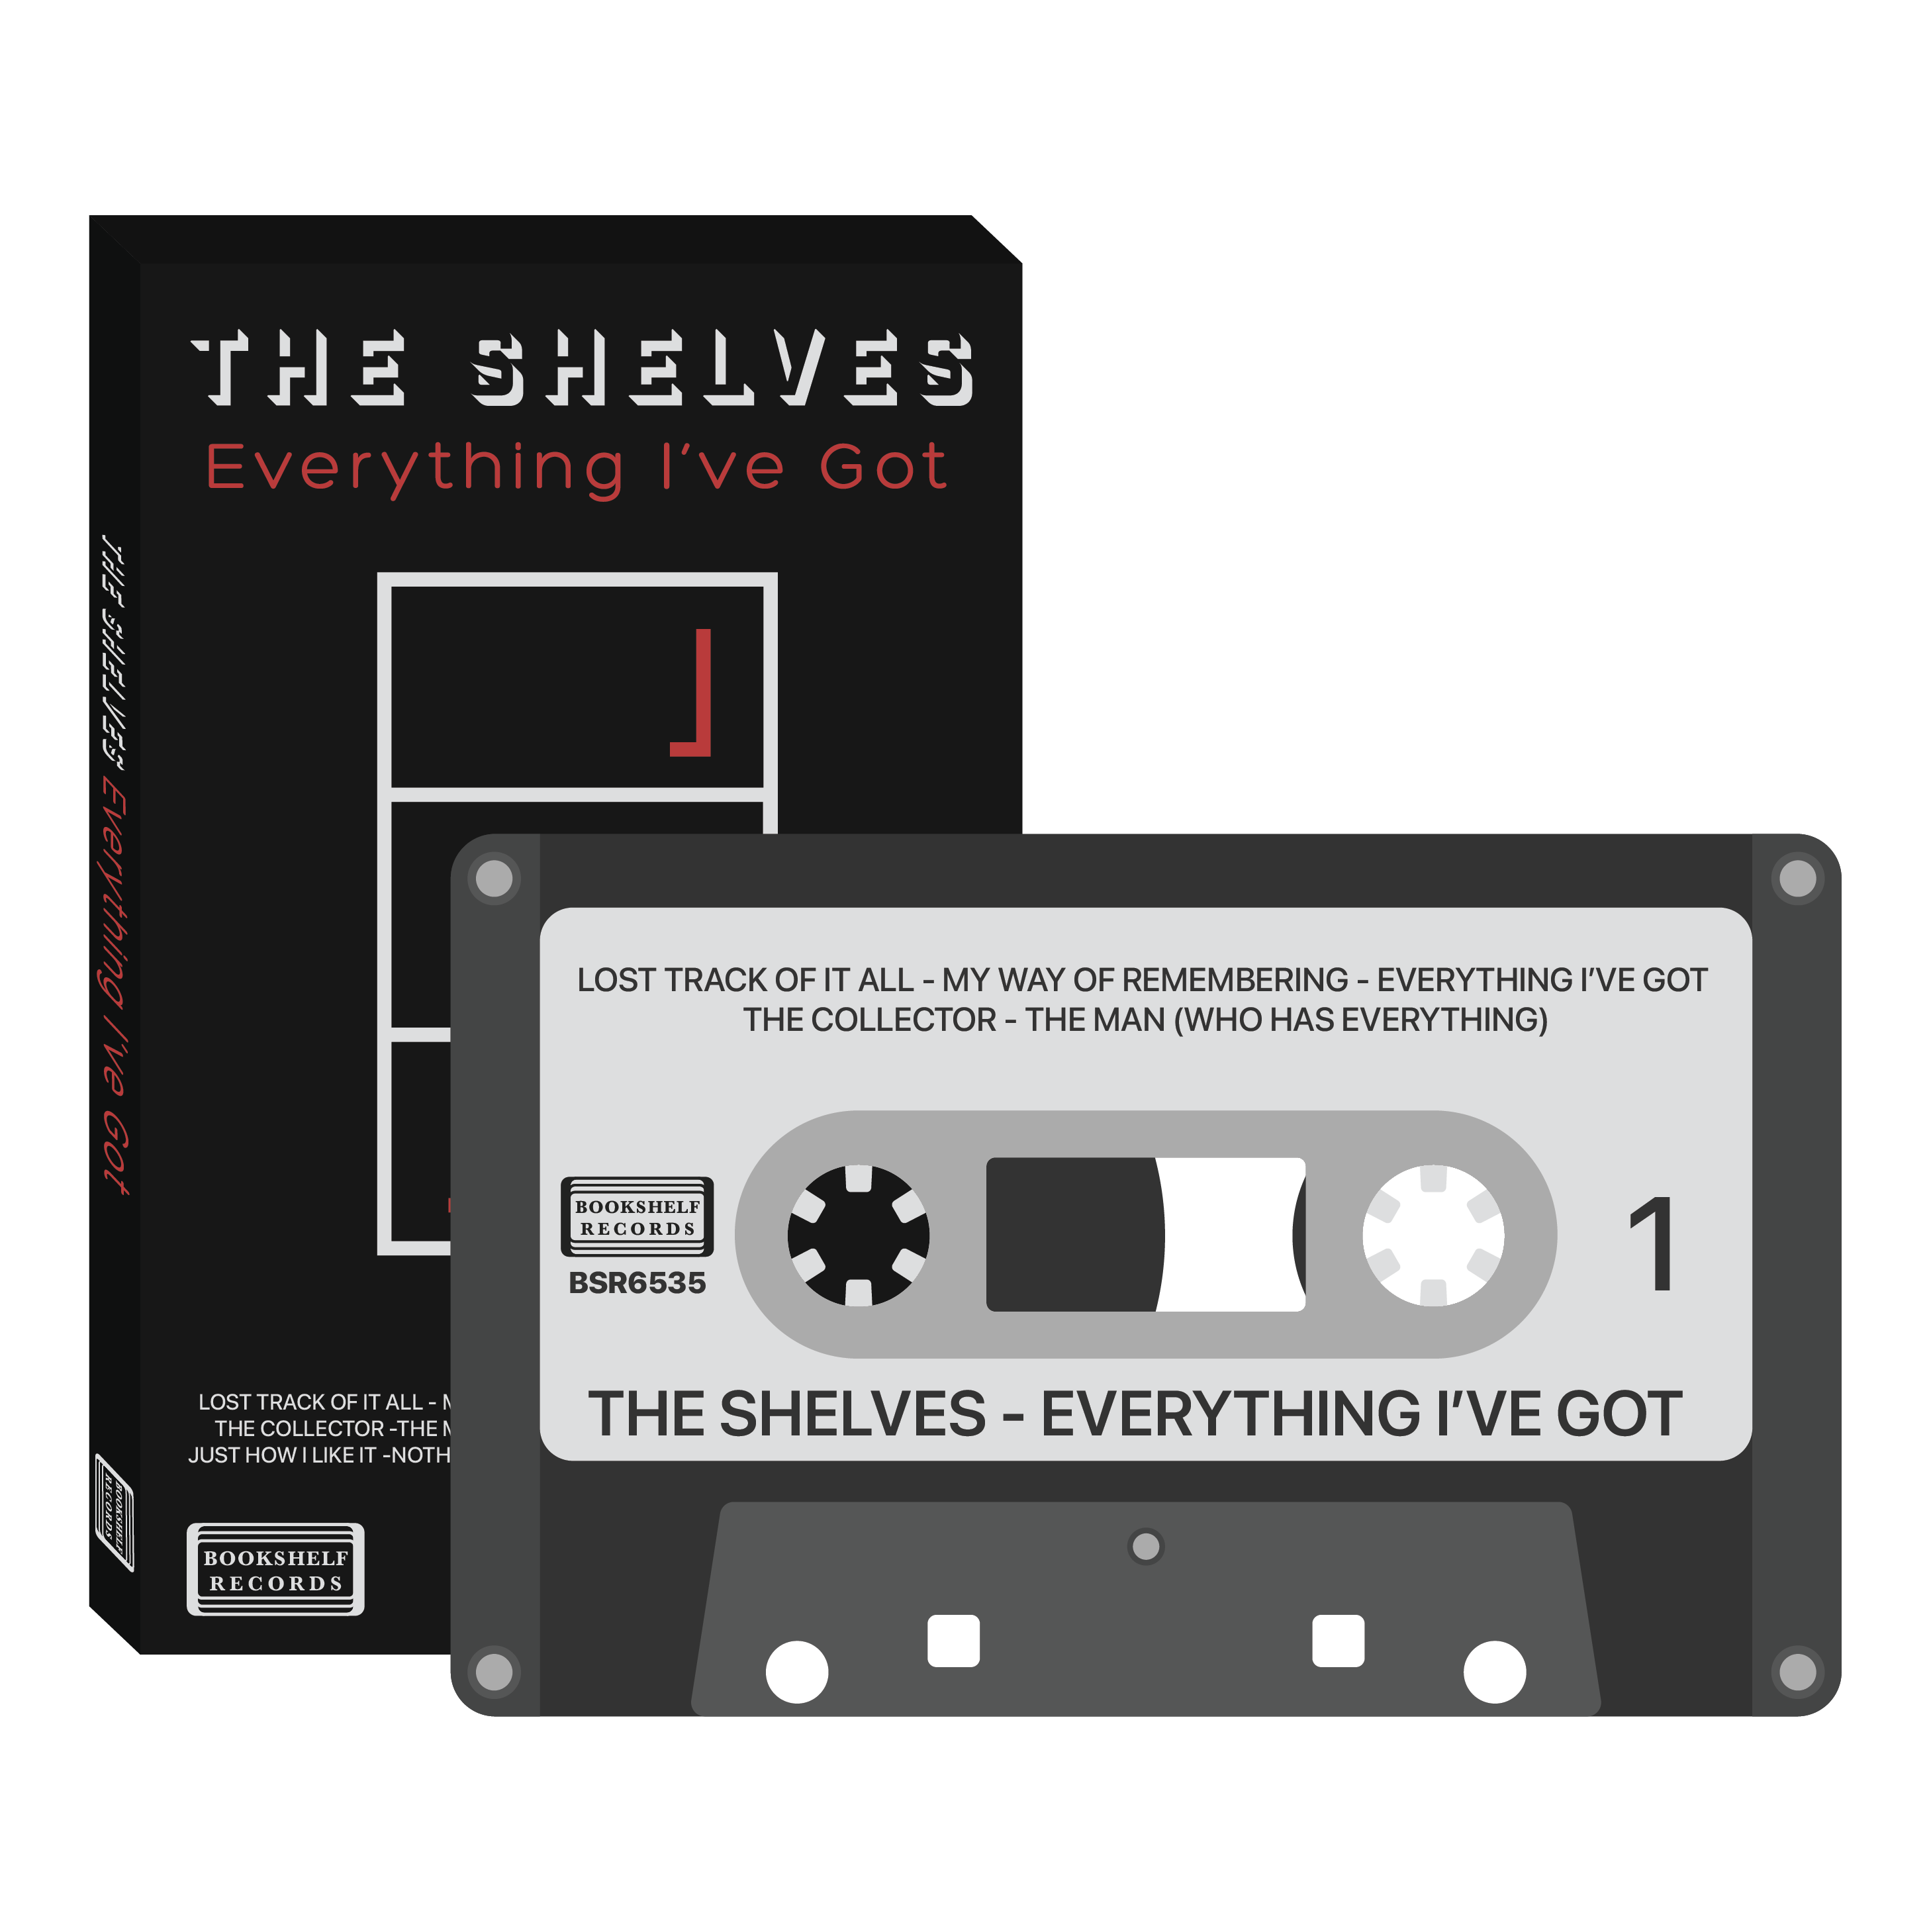 THE SHELVES
Everything I've Got
THE SHELVES Everything I've Got
LOST TRACK OF IT ALL -
THE COLLECTOR -THE
JUST HOW I LIKE IT -
BOOKSHELF
RECORDS
BOOKSHELF
RECORDS
LOST TRACK OF IT ALL - MY WAY OF REMEMBERING - EVERYTHING I'VE GOT
THE COLLECTOR - THE MAN (WHO HAS EVERYTHING)
BOOKSHELF
RECORDS
BSR6535
1
THE SHELVES - EVERYTHING I'VE GOT